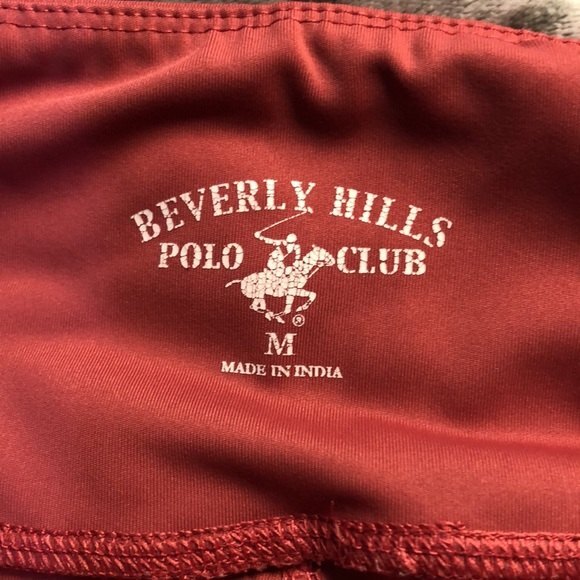 BEVERLY HILLS
POLO CLUB
M
MADE IN INDIA